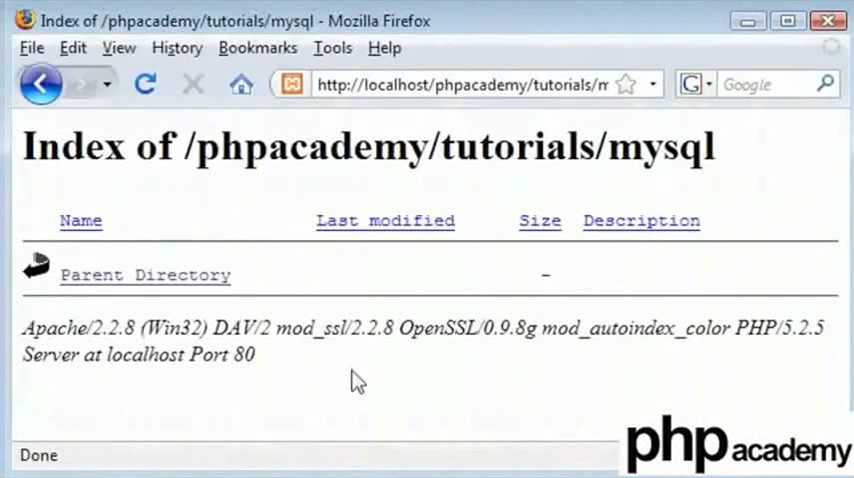 Index of /phpacademy/tutorials/mysql - Mozilla Firefox
File Edit View History Bookmarks Tools Help
http://localhost/phpacademy/tutorials/m
G Google
Index of /phpacademy/tutorials/mysql
Name Last modified Size Description
Parent Directory -
Apache/2.2.8 (Win32) DAV/2 mod_ssl/2.2.8 OpenSSL/0.9.8g mod_autoindex_color PHP/5.2.5
Server at localhost Port 80
Done
php academy